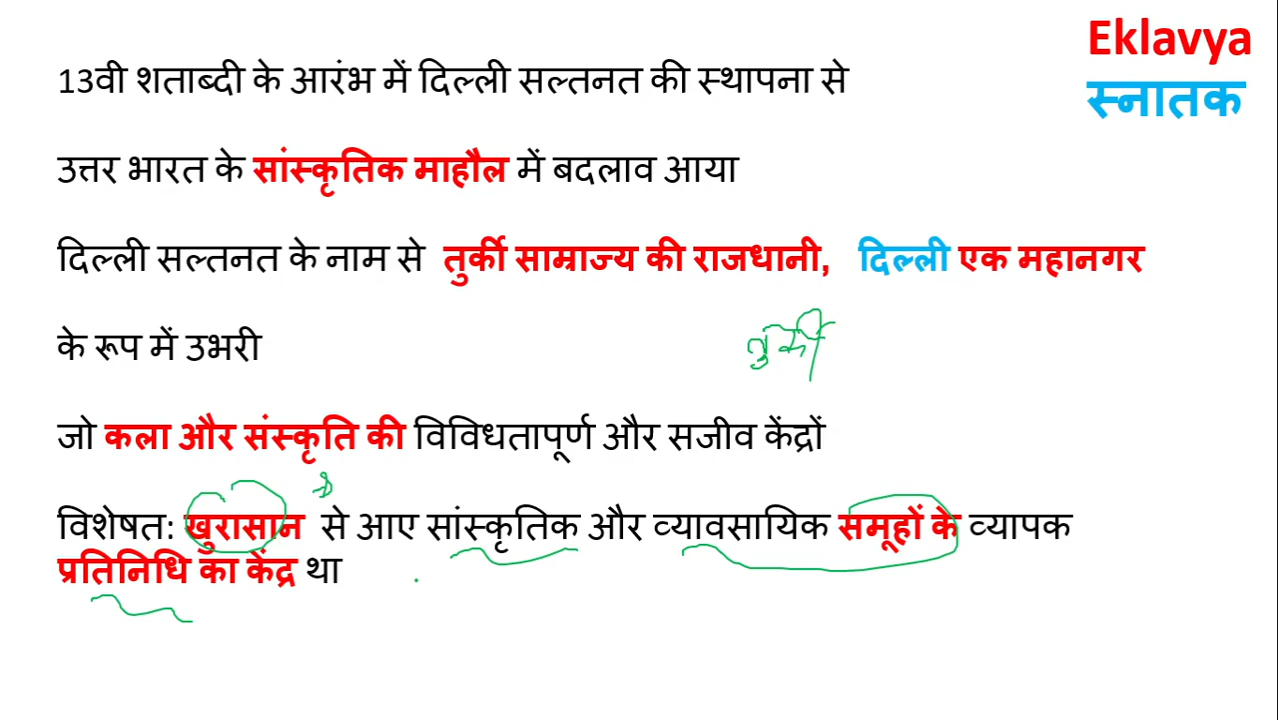 Eklavya
स्नातक
13वी शताब्दी के आरंभ में दिल्ली सल्तनत की स्थापना से
उत्तर भारत के सांस्कृतिक माहौल में बदलाव आया
दिल्ली सल्तनत के नाम से तुर्की साम्राज्य की राजधानी, दिल्ली एक महानगर
के रूप में उभरी
तुर्की
जो कला और संस्कृति की विविधतापूर्ण और सजीव केंद्रों
विशेषत: खुरासान से आए सांस्कृतिक और व्यावसायिक समूहों के व्यापक
प्रतिनिधि का केंद्र था